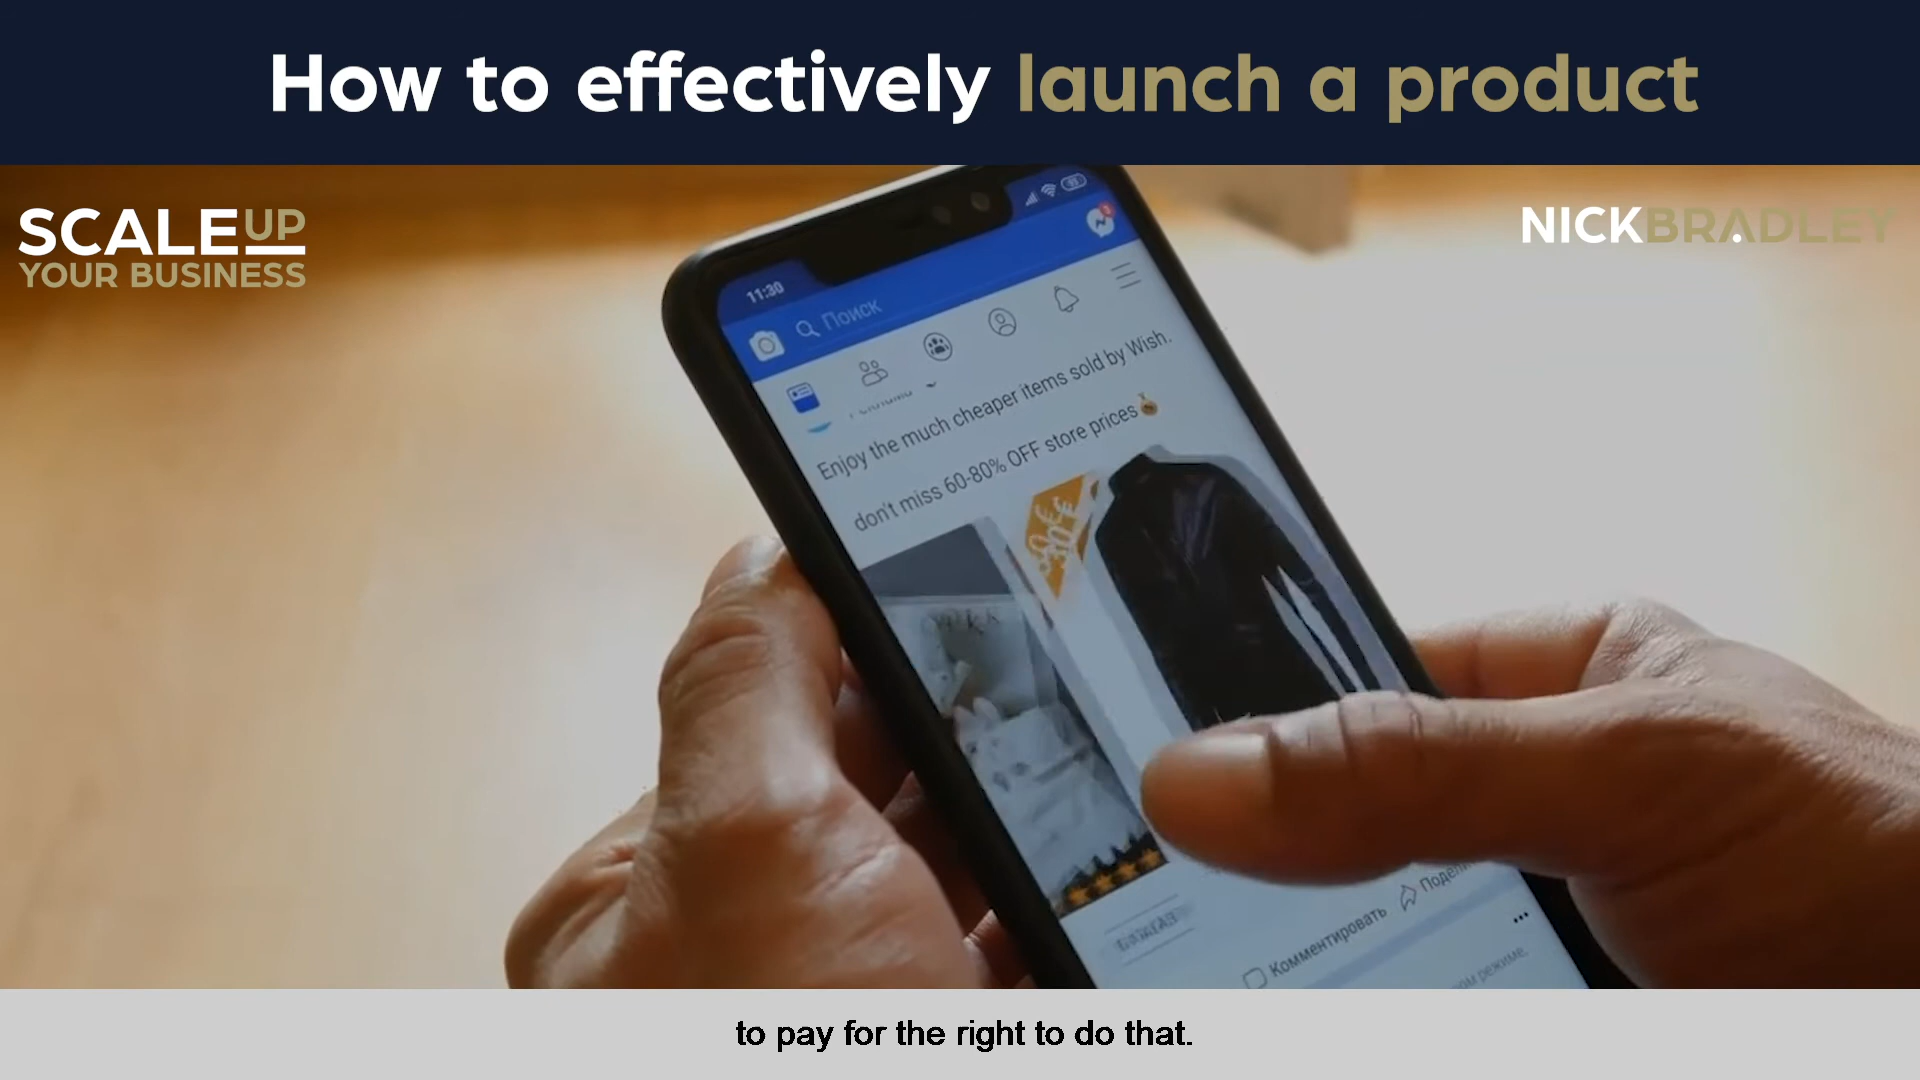 How to effectively launch a product
SCALEUP
YOUR BUSINESS
NICKBRADLEY
11:30
Поиск
Enjoy the much cheaper items sold by Wish.
don't miss 60-80% OFF store prices
30€
Комментировать
to pay for the right to do that.